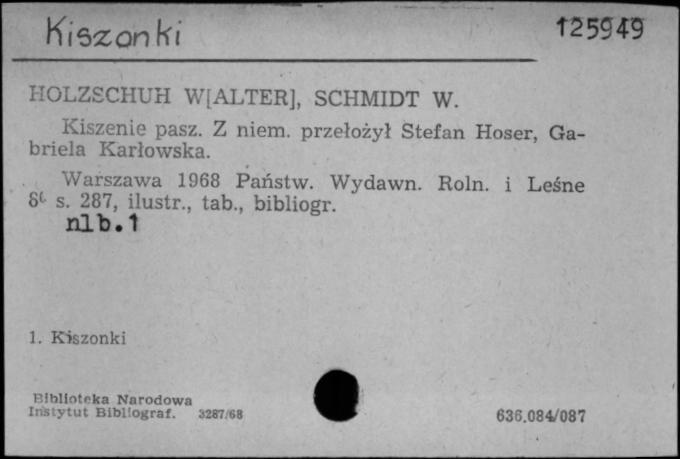 Kiszonki 125949
HOLZSCHUH W[ALTER], SCHMIDT W.
Kiszenie pasz. Z niem. przełożył Stefan Hoser, Ga-
briela Karłowska.
Warszawa 1968 Państw. Wydawn. Roln. i Leśne
s. 287, ilustr., tab., bibliogr.
nlb.1
1. Kiszonki
Biblioteka Narodowa
Instytut Bibliograf. 3287/68 636.084/087